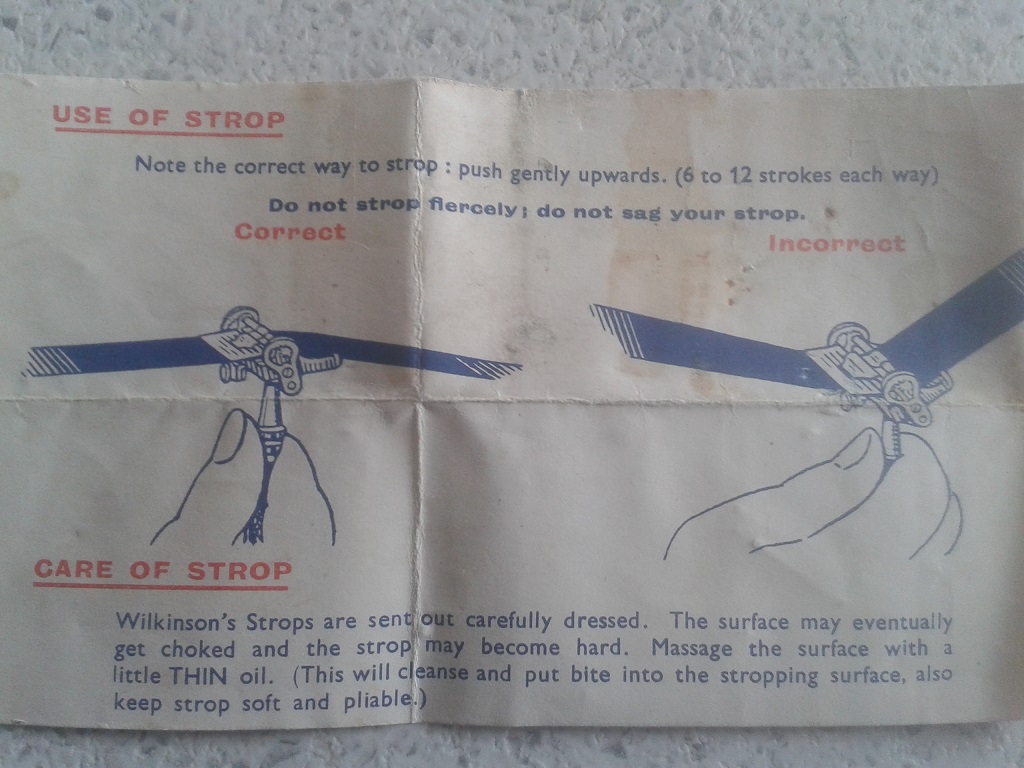 USE OF STROP
Note the correct way to strop : push gently upwards. (6 to 12 strokes each way)
Do not strop fiercely; do not sag your strop.
Correct
Incorrect
CARE OF STROP
Wilkinson's Strops are sent out carefully dressed. The surface may eventually
get choked and the strop may become hard. Massage the surface with a
little THIN oil. (This will cleanse and put bite into the stropping surface, also
keep strop soft and pliable.)